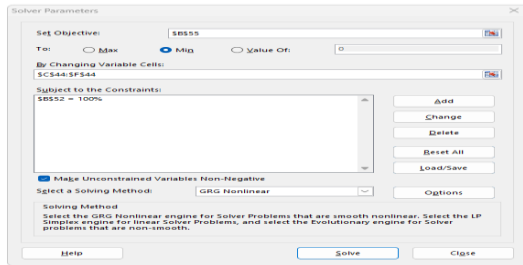 Solver Parameters
Set Objective: $B$55
To: Max Min Value Of: 0
By Changing Variable Cells:
$C$44:$F$44
Subject to the Constraints:
$B$52 = 100%
Add
Change
Delete
Reset All
Load/Save
Make Unconstrained Variables Non-Negative
Select a Solving Method: GRG Nonlinear Options
Solving Method
Select the GRG Nonlinear engine for Solver Problems that are smooth nonlinear. Select the LP
Simplex engine for linear Solver Problems, and select the Evolutionary engine for Solver
problems that are non-smooth.
Help Solve Close